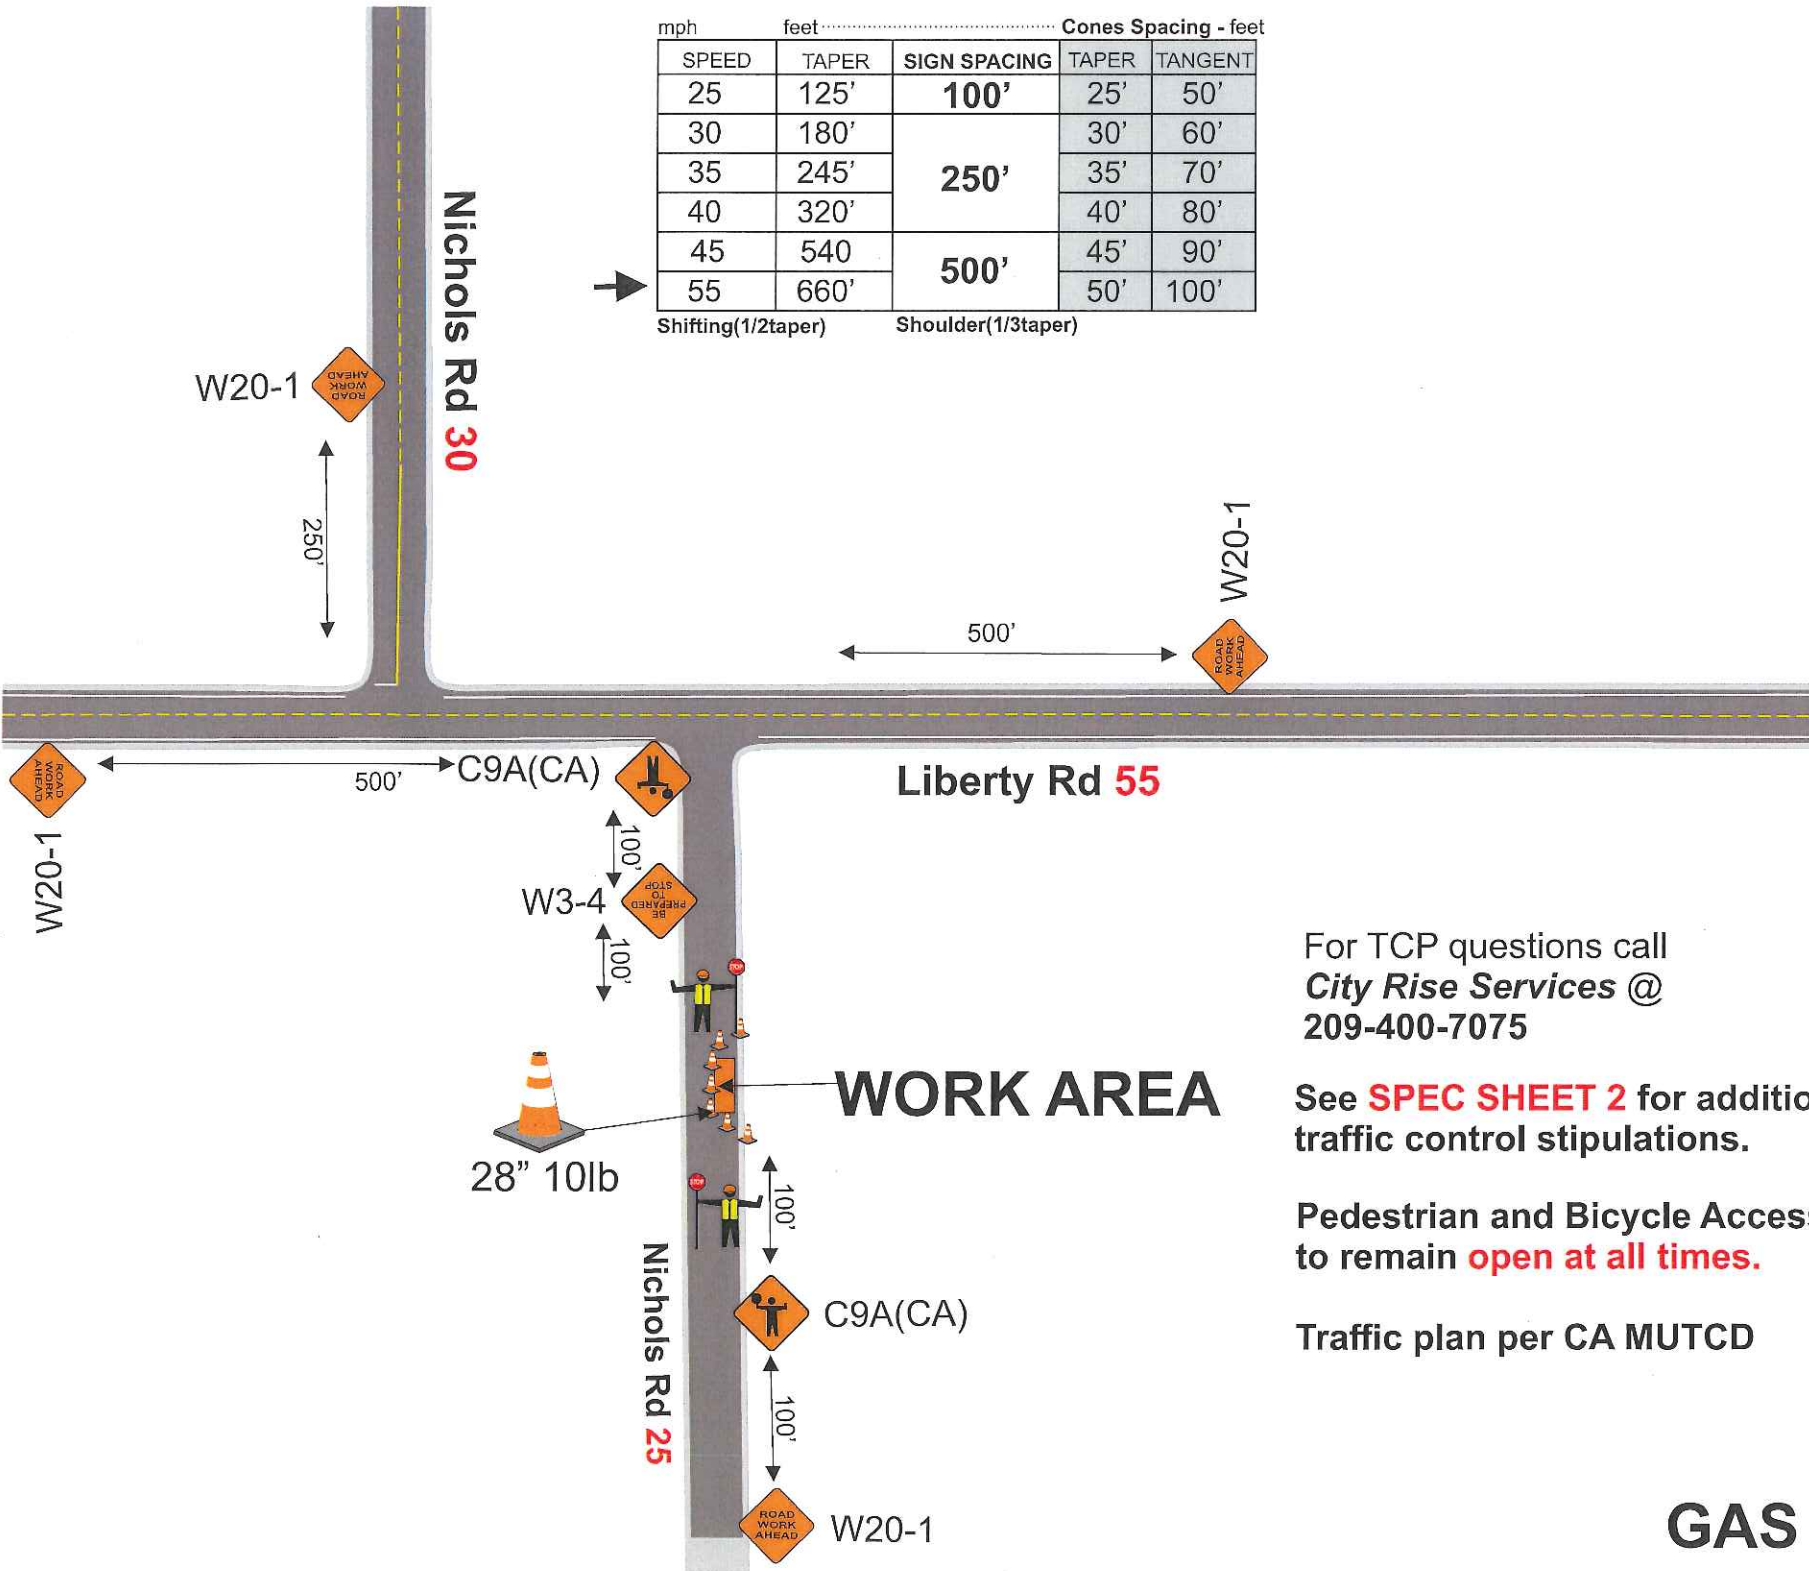 mph feet Cones Spacing - feet
SPEED TAPER SIGN SPACING TAPER TANGENT
25 125’ 100’ 25’ 50’
30 180’ 250’ 30’ 60’
35 245’ 35’ 70’
40 320’ 40’ 80’
45 540 500’ 45’ 90’
55 660’ 50’ 100’
Shifting(1/2taper) Shoulder(1/3taper)
Nichols Rd 30
W20-1
ROAD
WORK
AHEAD
250’
W20-1
500’
ROAD
WORK
AHEAD
ROAD
WORK
AHEAD
500’
C9A(CA)
Liberty Rd 55
W20-1
100’
W3-4
BE
PREPARED
TO
STOP
100’
STOP
WORK AREA
28” 10lb
STOP
100’
Nichols Rd 25
C9A(CA)
100’
ROAD
WORK
AHEAD
W20-1
For TCP questions call
City Rise Services @
209-400-7075
See SPEC SHEET 2 for additio
traffic control stipulations.
Pedestrian and Bicycle Access
to remain open at all times.
Traffic plan per CA MUTCD
GAS